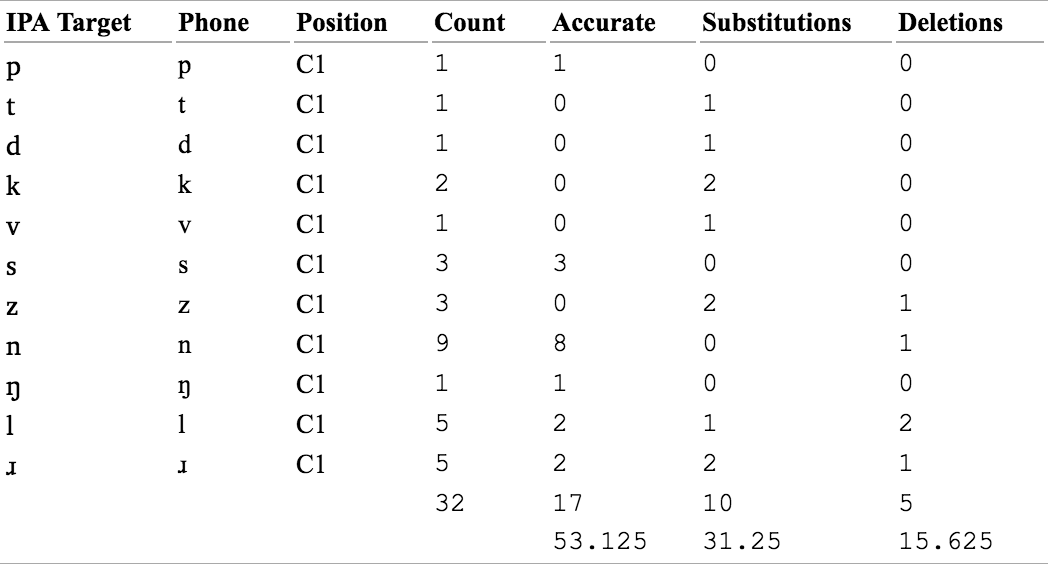 IPA Target Phone Position Count Accurate Substitutions Deletions
p p C1 1 1 0 0
t t C1 1 0 1 0
d d C1 1 0 1 0
k k C1 2 0 2 0
v v C1 1 0 1 0
s s C1 3 3 0 0
z z C1 3 0 2 1
n n C1 9 8 0 1
ŋ ŋ C1 1 1 0 0
l l C1 5 2 1 2
ɹ ɹ C1 5 2 2 1
32 17 10 5
53.125 31.25 15.625